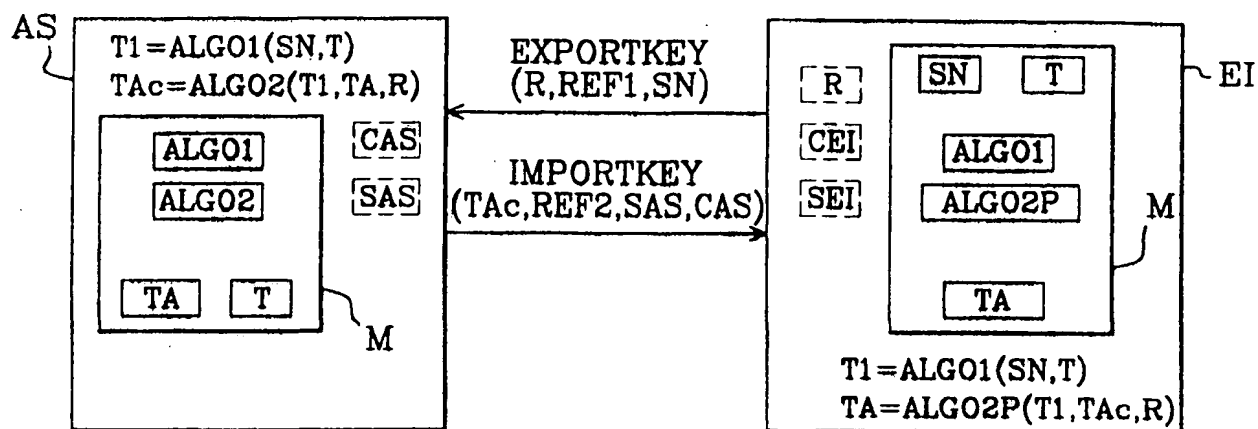 AS
T1=ALGO1(SN,T)
TAc=ALGO2(T1,TA,R)
ALGO1
ALGO2
TA
T
M
CAS
SAS
EXPORTKEY
(R,REF1,SN)
IMPORTKEY
(TAc,REF2,SAS,CAS)
EI
R
CEI
SEI
SN
T
ALGO1
ALGO2P
TA
M
T1=ALGO1(SN,T)
TA=ALGO2P(T1,TAc,R)